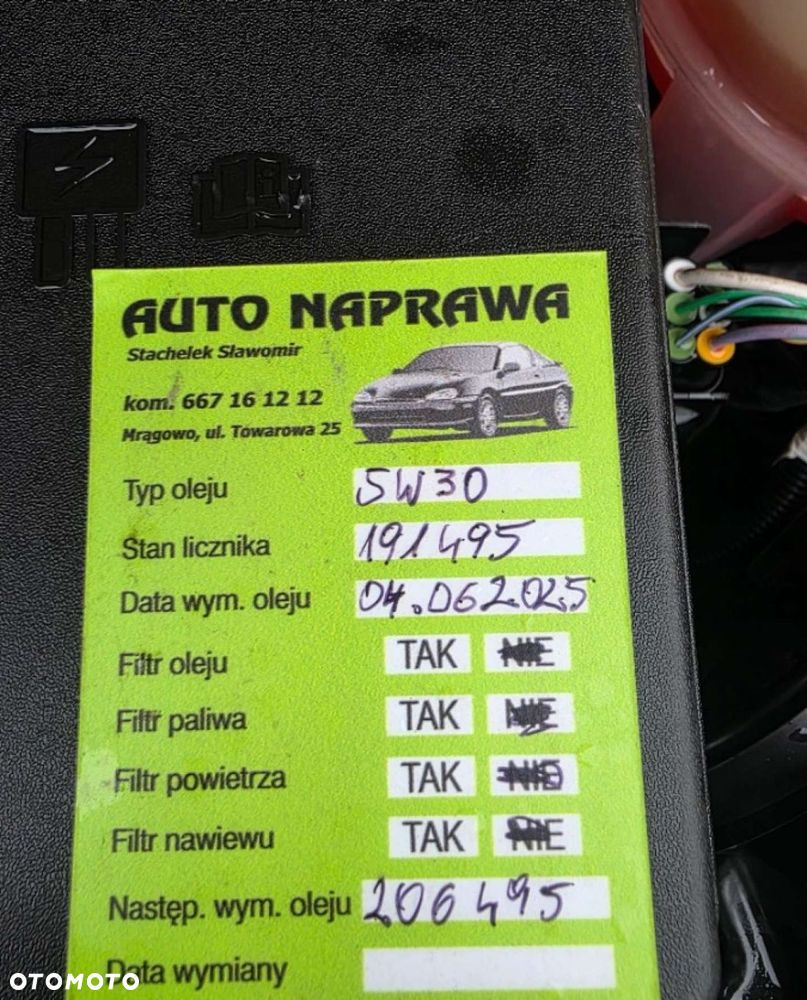 AUTO NAPRAWA
Stachelek Sławomir
kom. 667 16 12 12
Mrągowo, ul. Towarowa 25
Typ oleju 5W30
Stan licznika 191495
Data wym. oleju 04.062025
Filtr oleju TAK NIE
Filtr paliwa TAK NIE
Filtr powietrza TAK NIE
Filtr nawiewu TAK NIE
Następ. wym. oleju 206495
Data wymiany
OTOMOTO